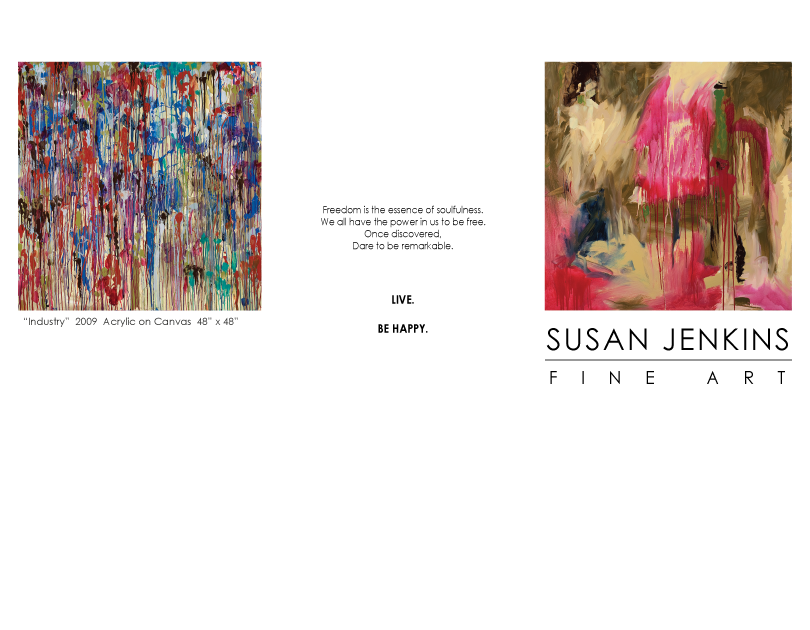 "Industry" 2009 Acrylic on Canvas 48" x 48"
Freedom is the essence of soulfulness.
We all have the power in us to be free.
Once discovered,
Dare to be remarkable.
LIVE.
BE HAPPY.
SUSAN JENKINS
FINE ART